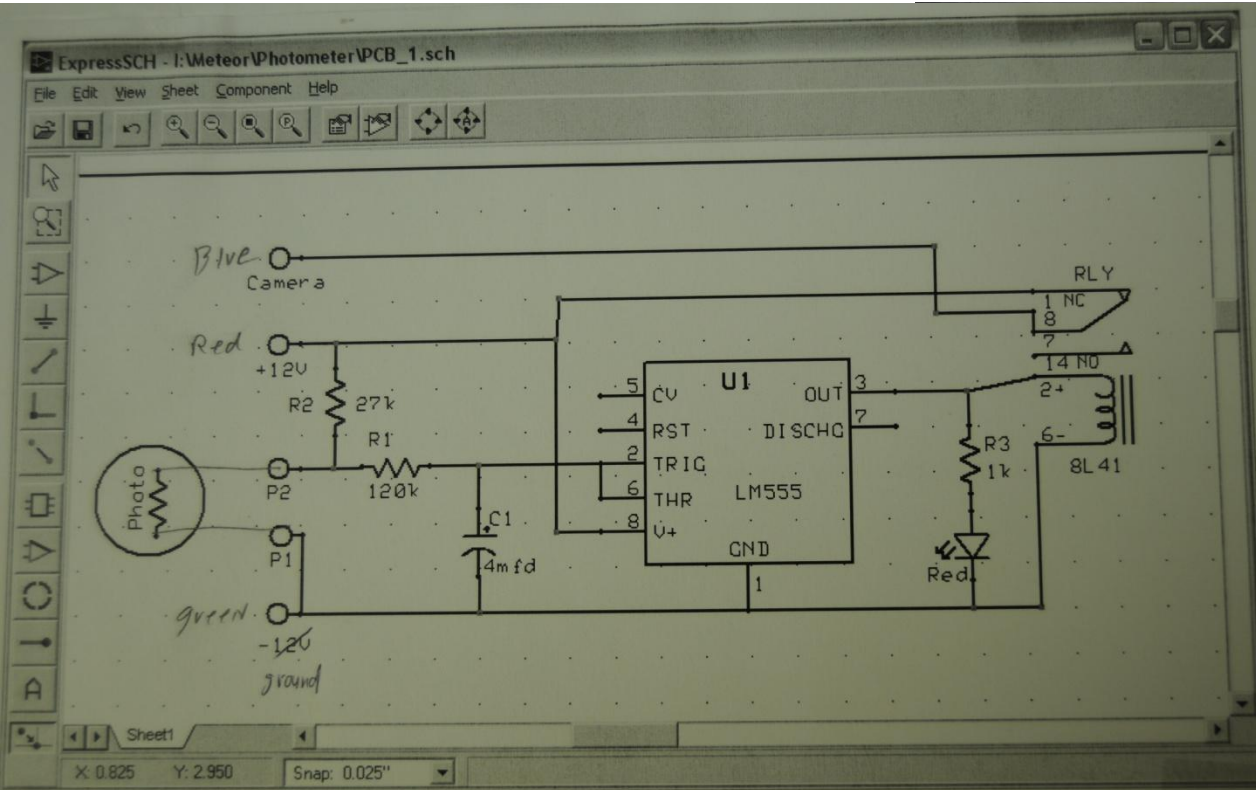 ExpressSCH - I:\Meteor\Photometer\PCB_1.sch
File Edit View Sheet Component Help
Blue
Camera
RLY
1 NC
8
7
14 NO
Red
+12V
R2 27k
5 CV U1 OUT 3
2+
4 RST DISCHG 7
R1
120k
2 TRIG
R3
1k
6-
8L41
Photo
P2
6 THR LM555
C1
8 V+
P1
4mfd
GND
1
Red
green
-12V
ground
A
Sheet1
X: 0.825 Y: 2.950 Snap: 0.025"